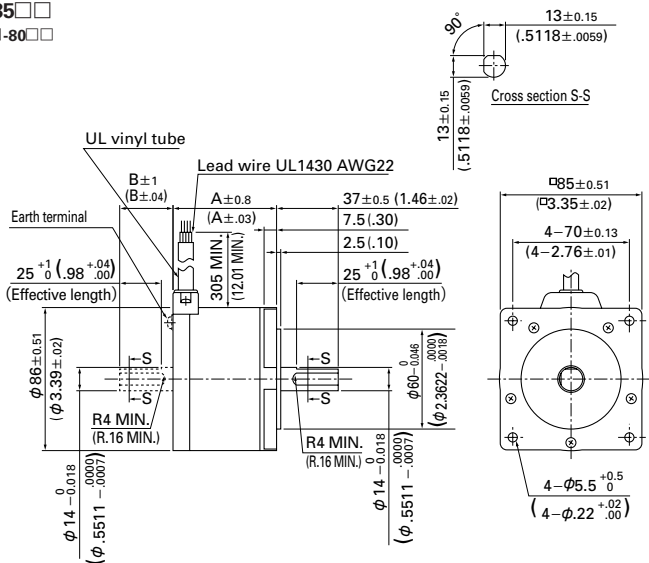 35□□
-80□□
90°
13±0.15
(.5118±.0059)
13±0.15
(.5118±.0059)
Cross section S-S
UL vinyl tube
Lead wire UL1430 AWG22
B±1
(B±.04)
A±0.8
(A±.03)
37±0.5 (1.46±.02)
□85±0.51
(□3.35±.02)
Earth terminal
7.5(.30)
4−70±0.13
(4−2.76±.01)
2.5(.10)
305 MIN.
(12.01 MIN.)
25 +1 0 (.98 +.04 .00)
(Effective length)
25 +1 0 (.98 +.04 .00)
(Effective length)
S
S
S
S
φ86±0.51
(φ3.39±.02)
φ60− 0 0.046
(φ2.3622− .0000 .0018)
R4 MIN.
(R.16 MIN.)
R4 MIN.
(R.16 MIN.)
φ14− 0 0.018
(φ.5511− .0000 .0007)
φ14− 0 0.018
(φ.5511− .0000 .0007)
4−φ5.5 +0.5 0
(4−φ.22 +.02 .00)